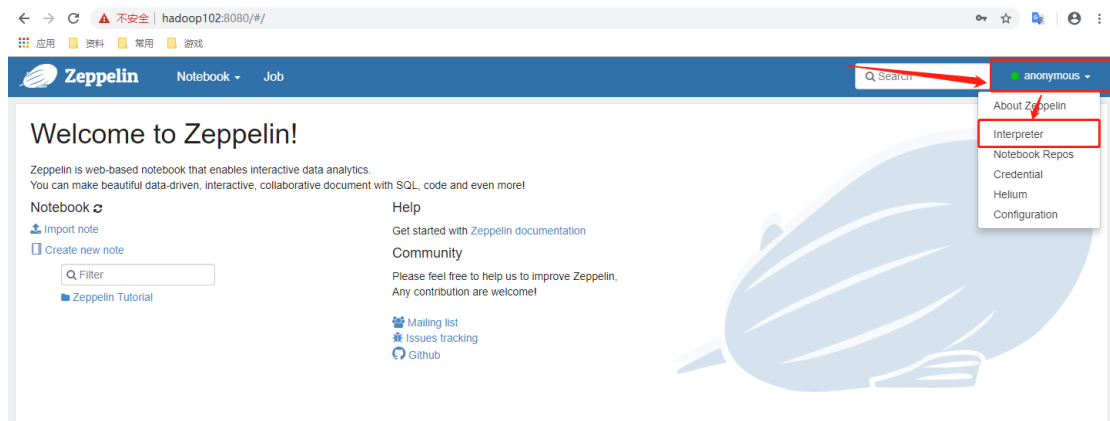 不安全 | hadoop102:8080/#/
应用 资料 常用 游戏
Zeppelin Notebook Job Search anonymous
About Zeppelin
Interpreter
Notebook Repos
Credential
Helium
Configuration
Welcome to Zeppelin!
Zeppelin is web-based notebook that enables interactive data analytics.
You can make beautiful data-driven, interactive, collaborative document with SQL, code and even more!
Notebook
Import note
Create new note
Filter
Zeppelin Tutorial
Help
Get started with Zeppelin documentation
Community
Please feel free to help us to improve Zeppelin,
Any contribution are welcome!
Mailing list
Issues tracking
Github